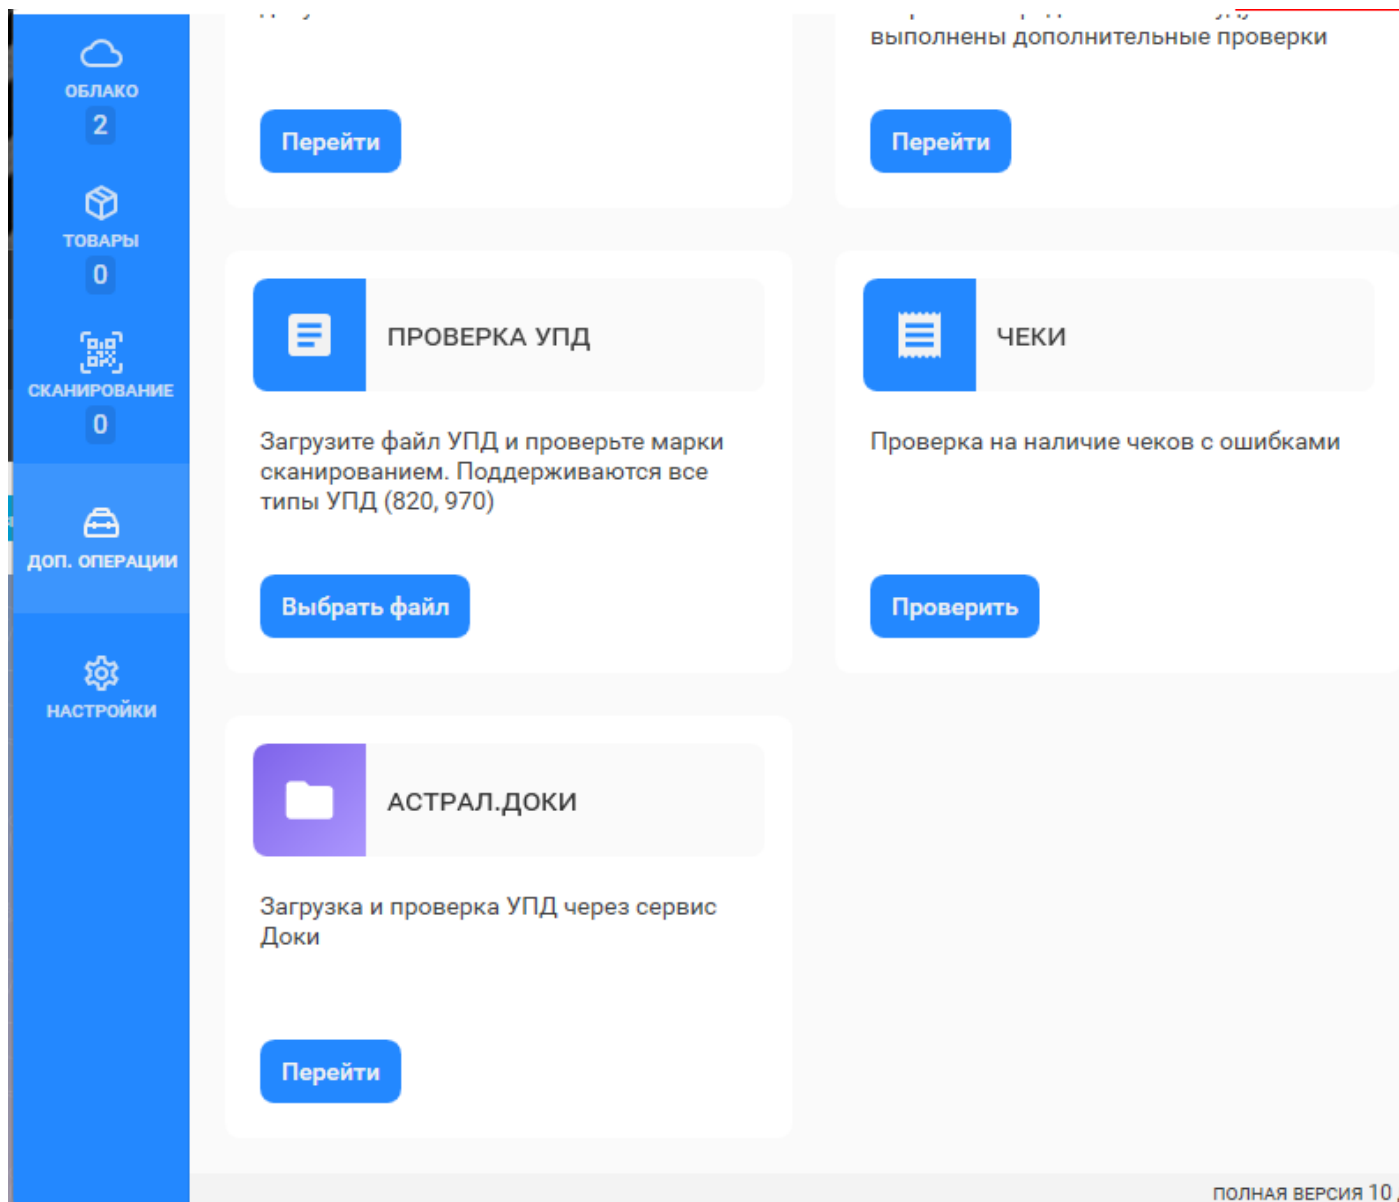 ОБЛАКО
2
ТОВАРЫ
0
СКАНИРОВАНИЕ
0
ДОП. ОПЕРАЦИИ
НАСТРОЙКИ
Перейти
выполнены дополнительные проверки
Перейти
ПРОВЕРКА УПД
Загрузите файл УПД и проверьте марки
сканированием. Поддерживаются все
типы УПД (820, 970)
Выбрать файл
ЧЕКИ
Проверка на наличие чеков с ошибками
Проверить
АСТРАЛ.ДОКИ
Загрузка и проверка УПД через сервис
Доки
Перейти
ПОЛНАЯ ВЕРСИЯ 10